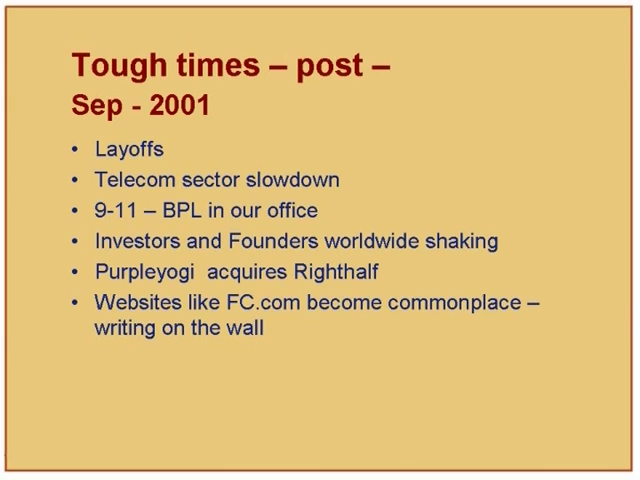 Tough times – post –
Sep - 2001
• Layoffs
• Telecom sector slowdown
• 9-11 – BPL in our office
• Investors and Founders worldwide shaking
• Purpleyogi  acquires Righthalf
• Websites like FC.com become commonplace –
writing on the wall